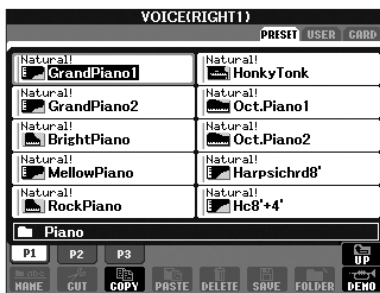 VOICE(RIGHT1)
PRESET USER CARD
Natural!
GrandPiano1
Natural!
HonkyTonk
Natural!
GrandPiano2
Natural!
Oct.Piano1
Natural!
BrightPiano
Natural!
Oct.Piano2
Natural!
MellowPiano
Natural!
Harpsichrd8'
Natural!
RockPiano
Natural!
Hc8'+4'
Piano
P1 P2 P3
UP
NAME CUT COPY PASTE DELETE SAVE FOLDER DEMO